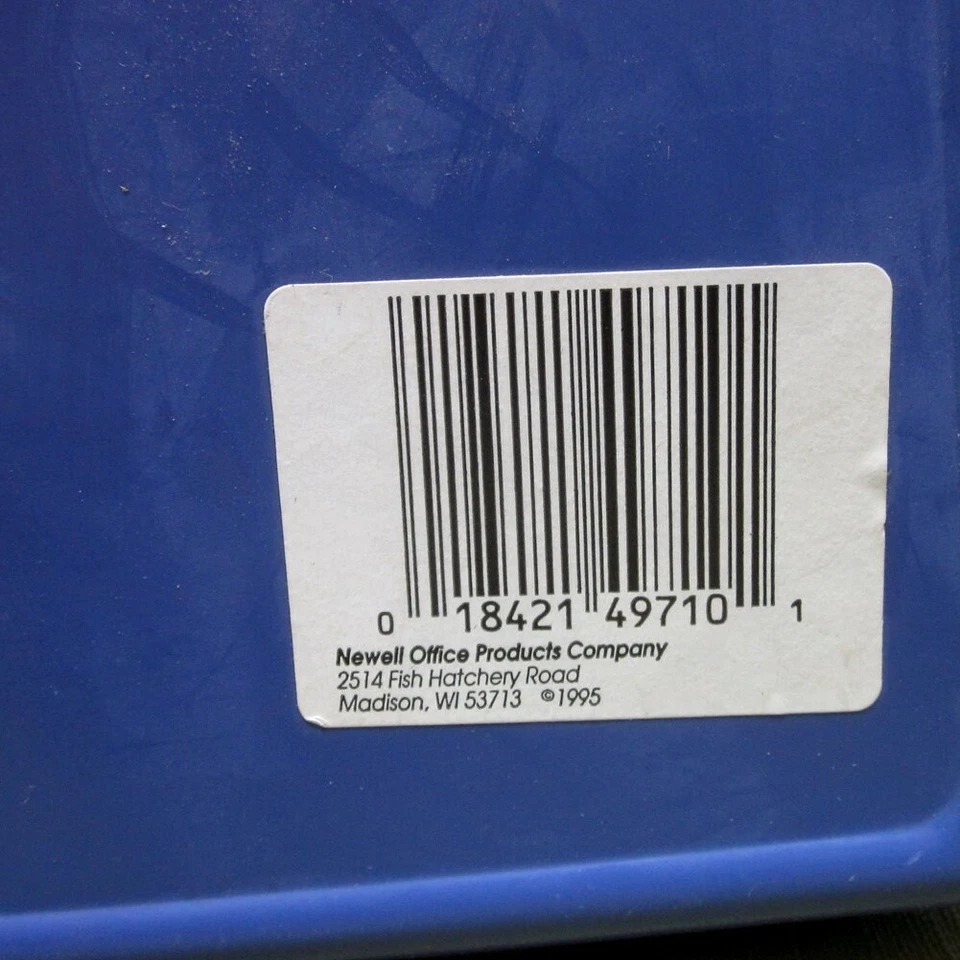 0 18421 49710 1
Newell Office Products Company
2514 Fish Hatchery Road
Madison, WI 53713 ©1995